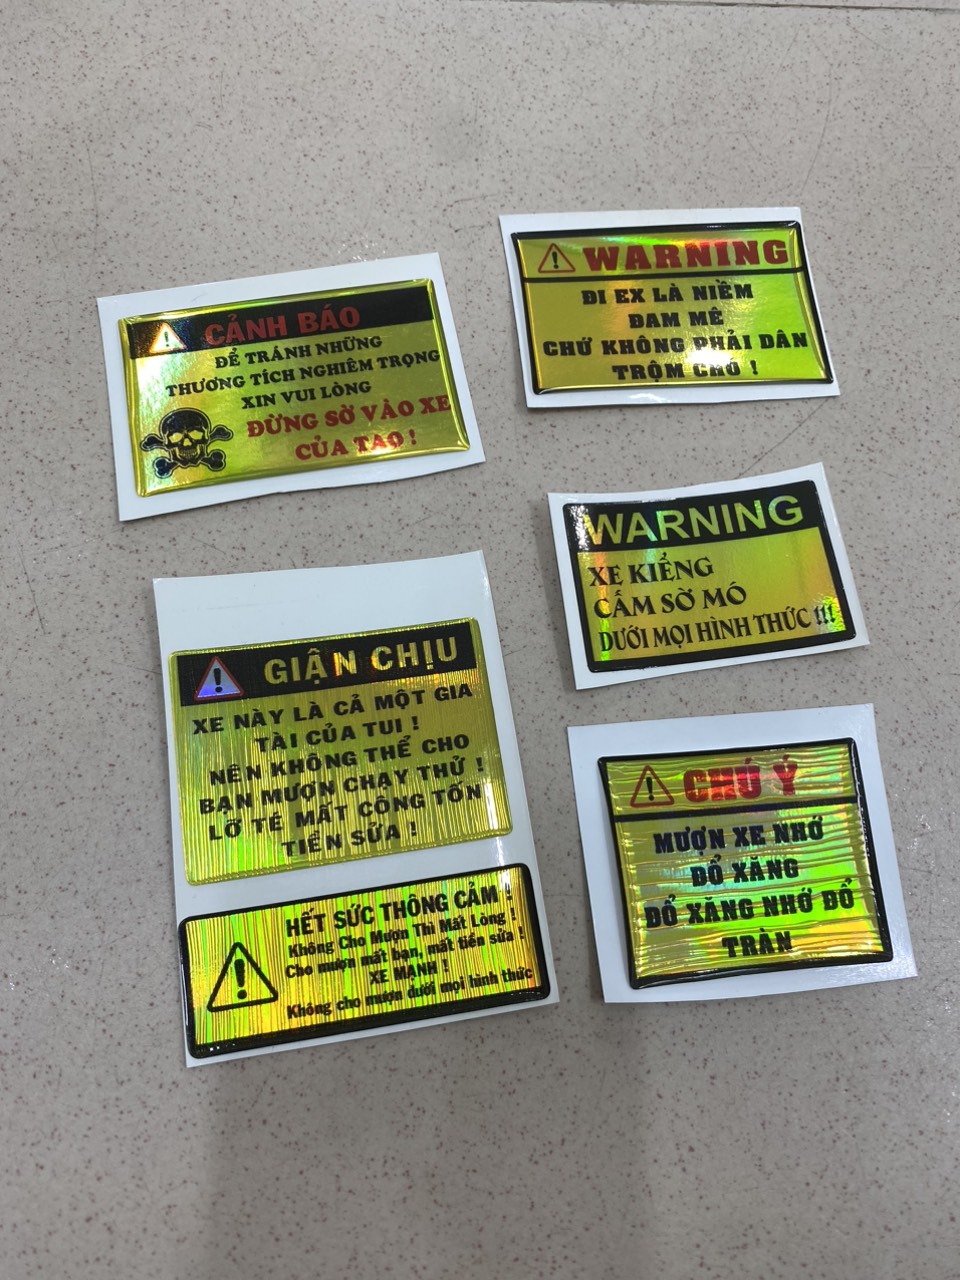 CẢNH BÁO
ĐỂ TRÁNH NHỮNG
THƯƠNG TÍCH NGHIÊM TRỌNG
XIN VUI LÒNG
ĐỪNG SỜ VÀO XE
CỦA TAO !
WARNING
ĐI EX LÀ NIỀM
ĐAM MÊ
CHỨ KHÔNG PHẢI DÂN
TRỘM CHÓ !
WARNING
XE KIỂNG
CẤM SỜ MÓ
DƯỚI MỌI HÌNH THỨC !!!
GIẬN CHỊU
XE NÀY LÀ CẢ MỘT GIA
TÀI CỦA TUI !
NÊN KHÔNG THỂ CHO
BẠN MƯỢN CHẠY THỬ !
LỠ TÉ MẤT CÔNG TỐN
TIỀN SỬA !
HẾT SỨC THÔNG CẢM !
Không Cho Mượn Thì Mất Lòng !
Cho mượn mất bạn, mất tiền sửa !
XE MẠNH !
Không cho mượn dưới mọi hình thức
CHÚ Ý
MƯỢN XE NHỚ
ĐỔ XĂNG
ĐỔ XĂNG NHỚ ĐỔ
TRÀN